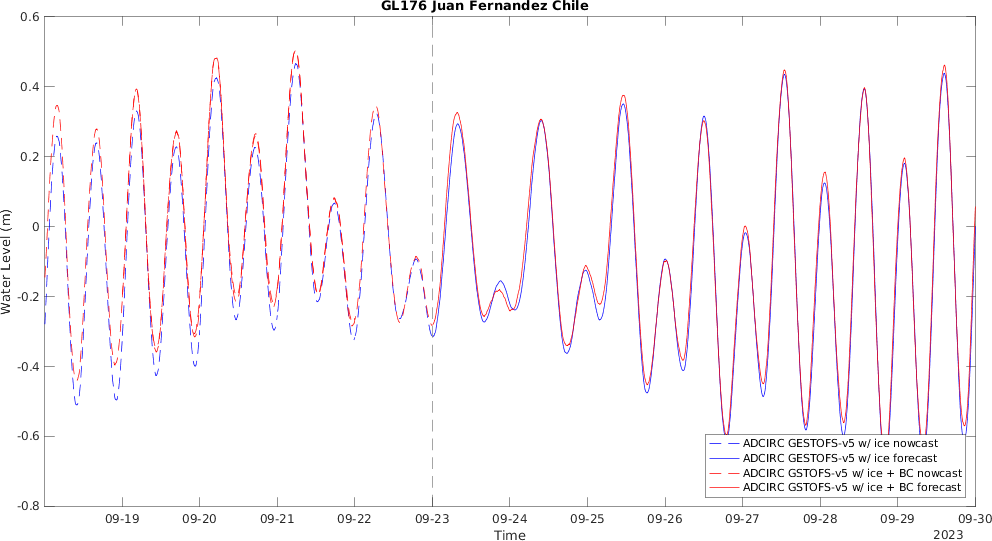 GL176 Juan Fernandez Chile
0.6
0.4
0.2
0
-0.2
-0.4
-0.6
-0.8
Water Level (m)
ADCIRC GESTOFS-v5 w/ ice nowcast
ADCIRC GESTOFS-v5 w/ ice forecast
ADCIRC GSTOFS-v5 w/ ice + BC nowcast
ADCIRC GSTOFS-v5 w/ ice + BC forecast
09-19 09-20 09-21 09-22 09-23 09-24 09-25 09-26 09-27 09-28 09-29 09-30
Time
2023